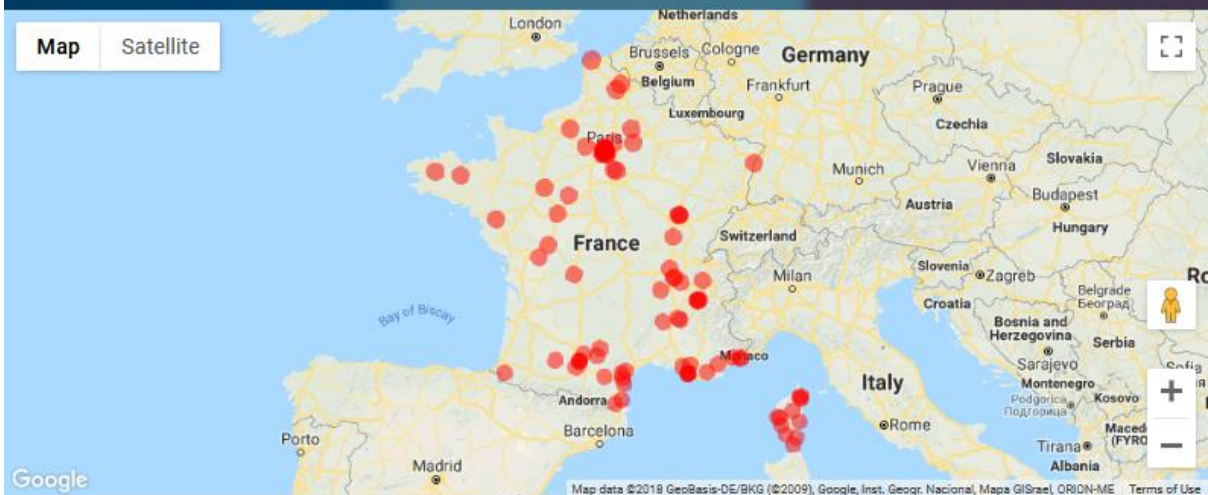 Map Satellite
London
Netherlands
Brussels
Cologne
Germany
Belgium
Frankfurt
Prague
Luxembourg
Czechia
Paris
Munich
Vienna
Slovakia
Austria
Budapest
Hungary
France
Switzerland
Slovenia
Zagreb
Milan
Croatia
Belgrade
Београд
Bay of Biscay
Bosnia and
Herzegovina
Serbia
Monaco
Sarajevo
Sofia
Andorra
Italy
Montenegro
Kosovo
Podgorica
Подгорица
Barcelona
Rome
Porto
Tirana
(FYRO
Madrid
Albania
Google
Map data ©2018 GeoBasis-DE/BKG (©2009), Google, Inst. Geogr. Nacional, Mapa GISrael, ORION-ME Terms of Use